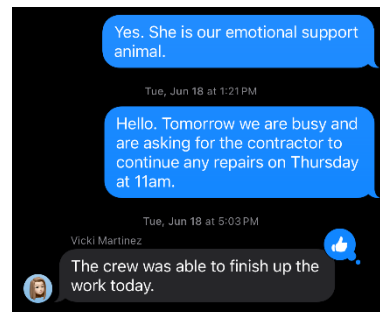 Yes. She is our emotional support
animal.
Tue, Jun 18 at 1:21 PM
Hello. Tomorrow we are busy and
are asking for the contractor to
continue any repairs on Thursday
at 11am.
Tue, Jun 18 at 5:03 PM
Vicki Martinez
The crew was able to finish up the
work today.